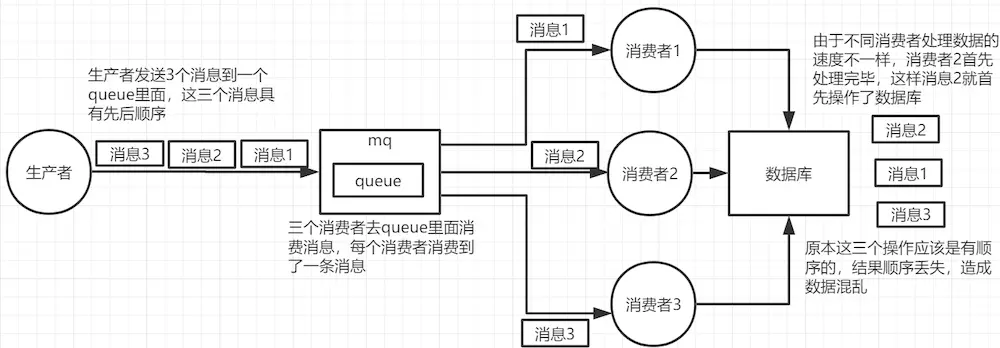 生产者发送3个消息到一个
queue里面，这三个消息具
有先后顺序
生产者
消息3
消息2
消息1
mq
queue
三个消费者去queue里面消
费消息，每个消费者消费到
了一条消息
消息1
消费者1
消息2
消费者2
消息3
消费者3
数据库
由于不同消费者处理数据的
速度不一样，消费者2首先
处理完毕，这样消息2就首
先操作了数据库
消息2
消息1
消息3
原本这三个操作应该是有顺
序的，结果顺序丢失，造成
数据混乱